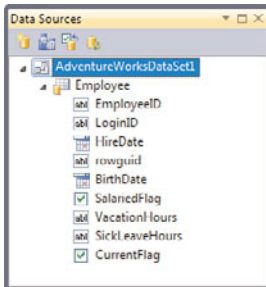 Data Sources
AdventureWorksDataSet1
Employee
EmployeeID
LoginID
HireDate
rowguid
BirthDate
SalariedFlag
VacationHours
SickLeaveHours
CurrentFlag